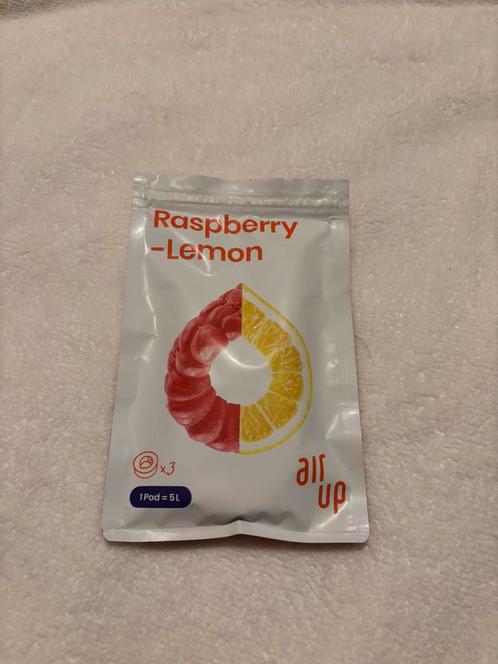 Raspberry
-Lemon
x3
1 Pod = 5 L
air
up